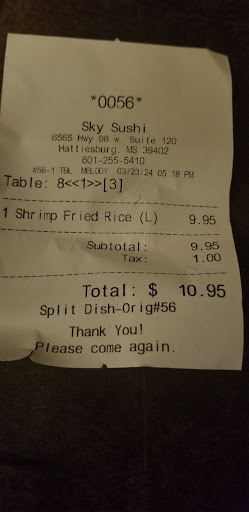 *0056*
Sky Sushi
6565 Hwy 98 w. Suite 120
Hattiesburg, MS 39402
601-255-5410
#56-1:TBL MELODY 03/23/24 05:18 PM
Table: 8<<1>>[3]
1 Shrimp Fried Rice (L) 9.95
Subtotal: 9.95
Tax: 1.00
Total: $ 10.95
Split Dish-Orig#56
Thank You!
Please come again.